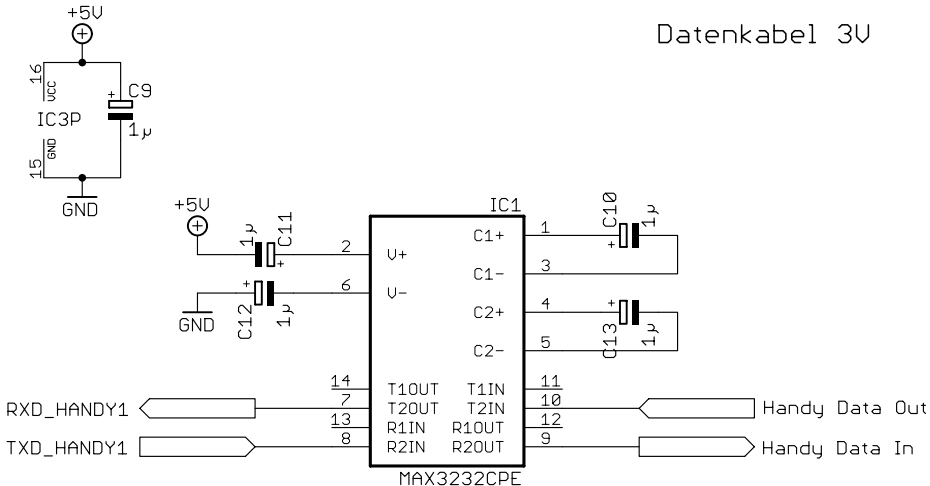 +5V
Datenkabel 3V
16
VCC
+
C9
IC3P
1µ
15
GND
GND
+5V
1µ
C11
+
GND
+
C12
1µ
IC1
2
V+
6
V-
C1+
1
C1-
3
C2+
4
C2-
5
C10
1µ
+
+
C13
1µ
14
T1OUT
T1IN
11
RXD_HANDY1
7
T2OUT
T2IN
10
Handy Data Out
13
R1IN
R1OUT
12
TXD_HANDY1
8
R2IN
R2OUT
9
Handy Data In
MAX3232CPE